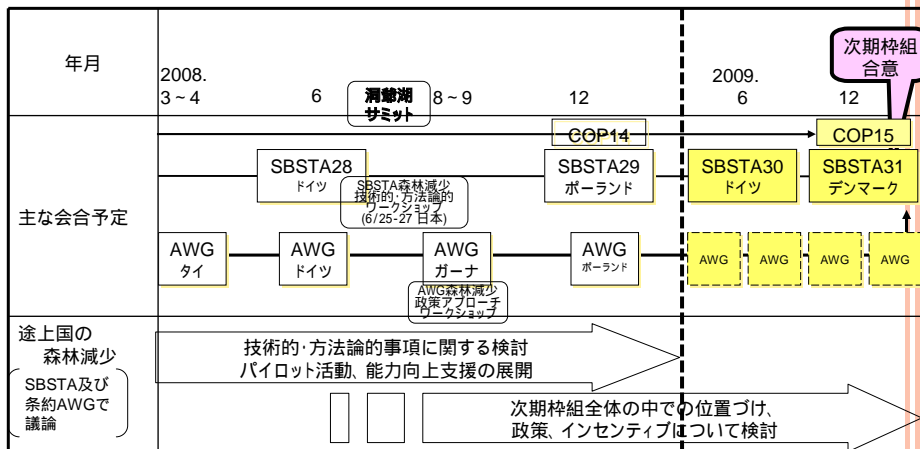 年月
2008.
3~4
6
洞爺湖
サミット
8~9
12
2009.
6
12
次期枠組
合意
主な会合予定
COP14
COP15
SBSTA28
ドイツ
SBSTA29
ポーランド
SBSTA30
ドイツ
SBSTA31
デンマーク
SBSTA森林減少
技術的・方法論的
ワークショップ
(6/25-27 日本)
AWG
タイ
AWG
ドイツ
AWG
ガーナ
AWG
ポーランド
AWG
AWG
AWG
AWG
AWG森林減少
政策アプローチ
ワークショップ
途上国の
森林減少
SBSTA及び
条約AWGで
議論
技術的・方法論的事項に関する検討
パイロット活動、能力向上支援の展開
次期枠組全体の中での位置づけ、
政策、インセンティブについて検討